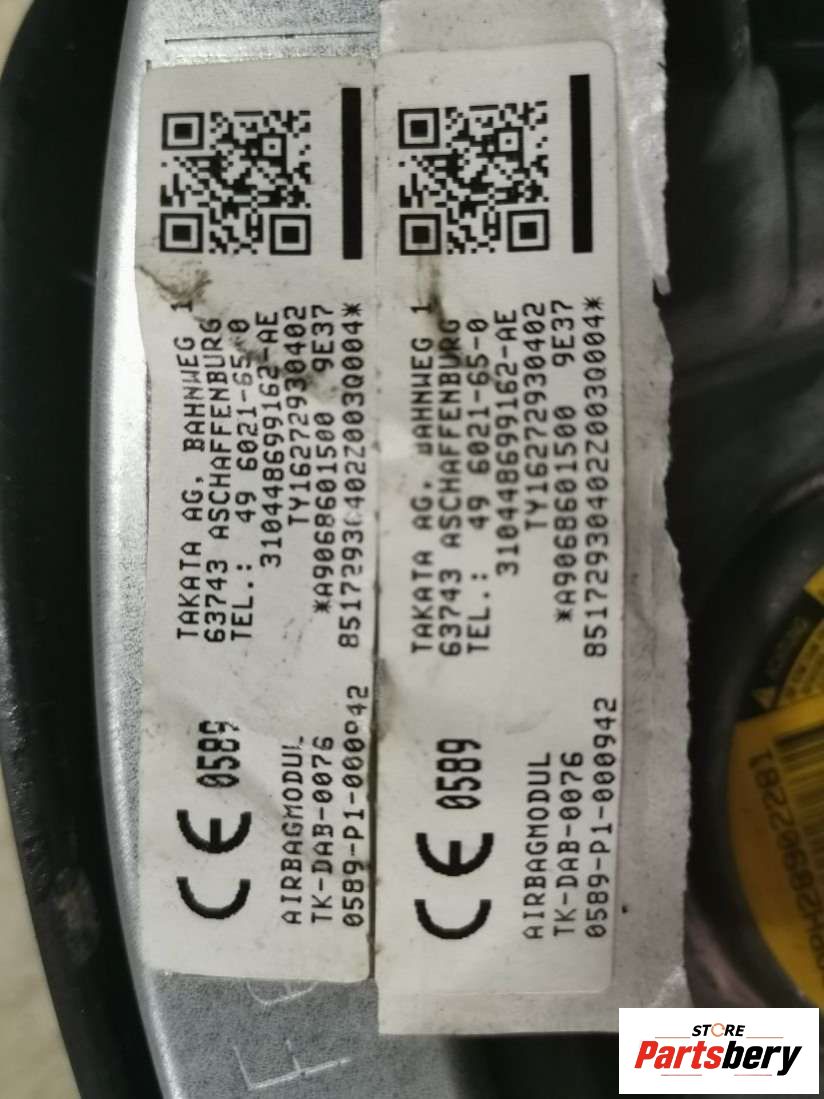 TAKATA AG, BAHNWEG 1
63743 ASCHAFFENBURG
TEL.: 49 6021-65-0
310448699162-AE
TY16272930402
*A9068601500 9E37
85172930402Z003Q004*
CE 0589
AIRBAGMODUL
TK-DAB-0076
0589-P1-000942
TAKATA AG, BAHNWEG 1
63743 ASCHAFFENBURG
TEL.: 49 6021-65-0
310448699162-AE
TY16272930402
*A9068601500 9E37
85172930402Z003Q004*
CE 0589
AIRBAGMODUL
TK-DAB-0076
0589-P1-000942
STORE
Partsbery